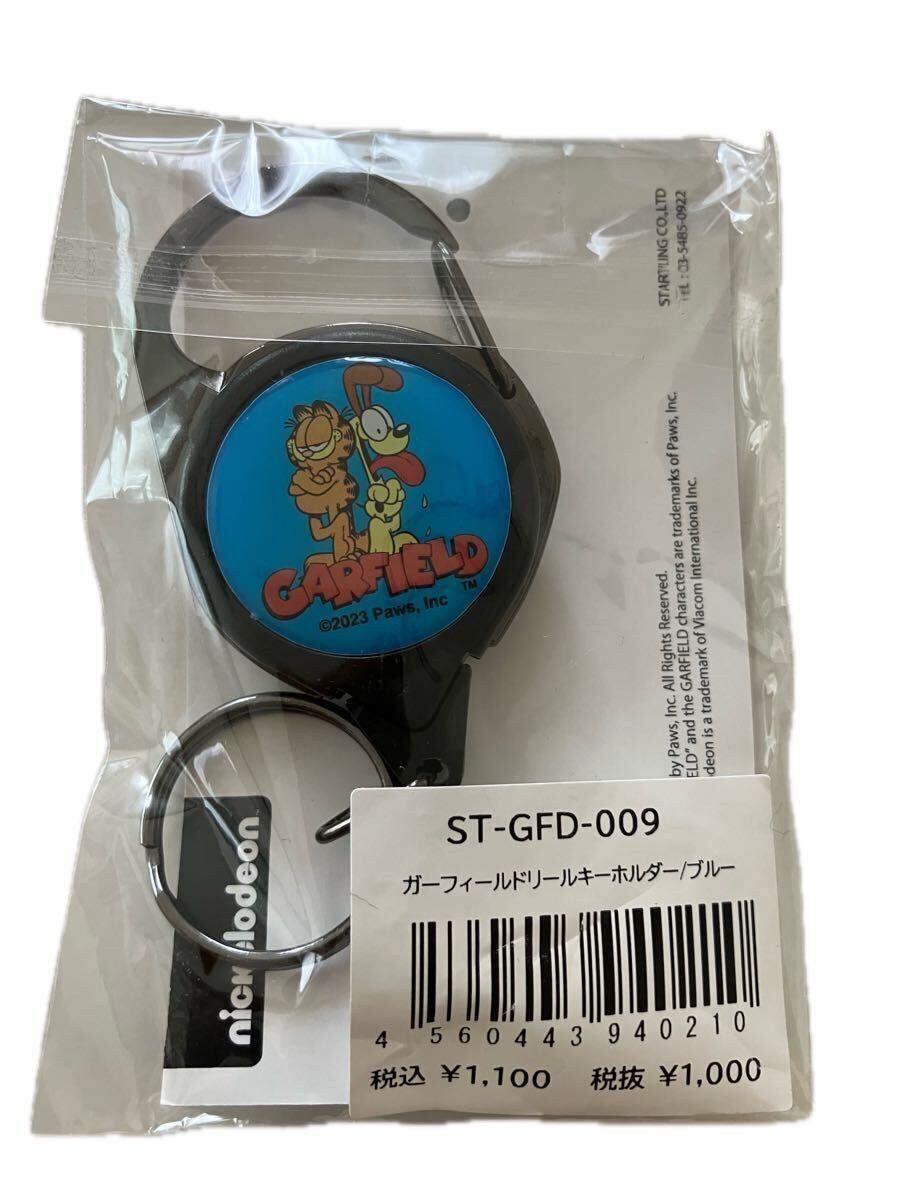 STARTLING CO.,LTD
TEL : 03-5485-0922
by Paws, Inc. All Rights Reserved.
ELD" and the GARFIELD characters are trademarks of Paws, Inc.
deon is a trademark of Viacom International Inc.
GARFIELD™
©2023 Paws, Inc
nickelodeon
ST-GFD-009
ガーフィールドリールキーホルダー/ブルー
4 560443 940210
税込 ¥1,100 税抜 ¥1,000